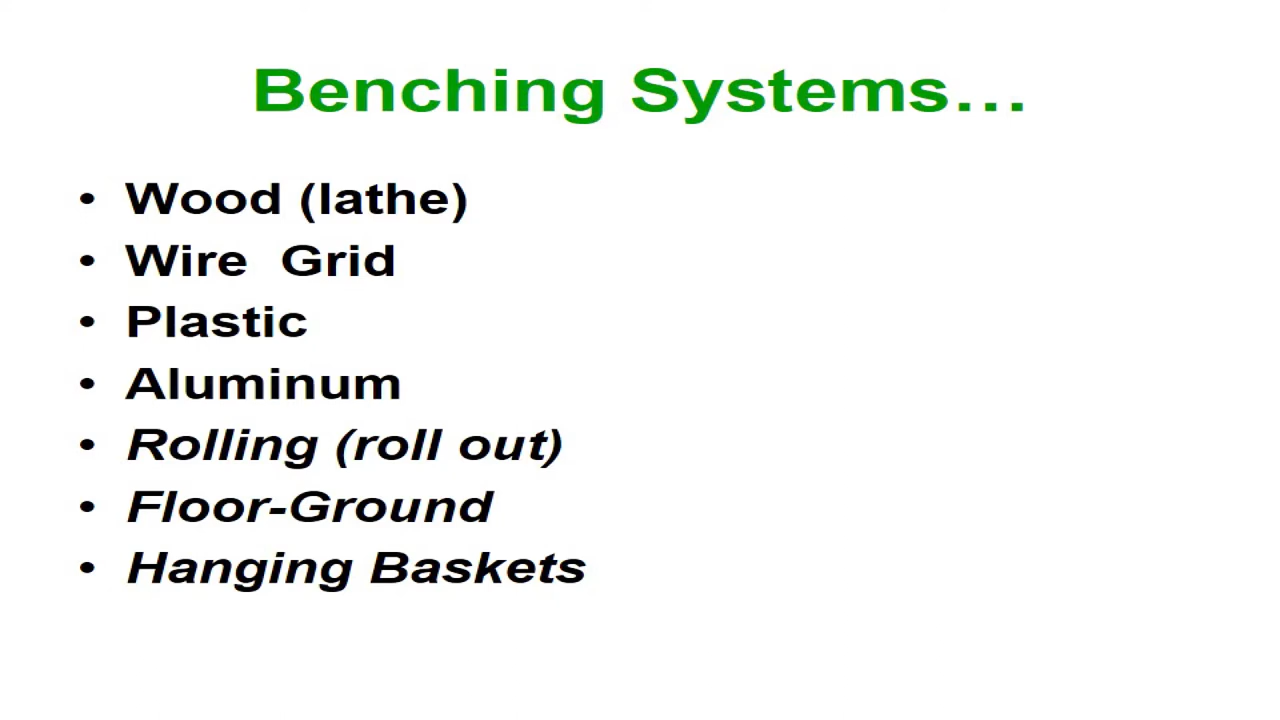 Benching Systems…
• Wood (lathe)
• Wire  Grid
• Plastic
• Aluminum
• Rolling (roll out)
• Floor-Ground
• Hanging Baskets